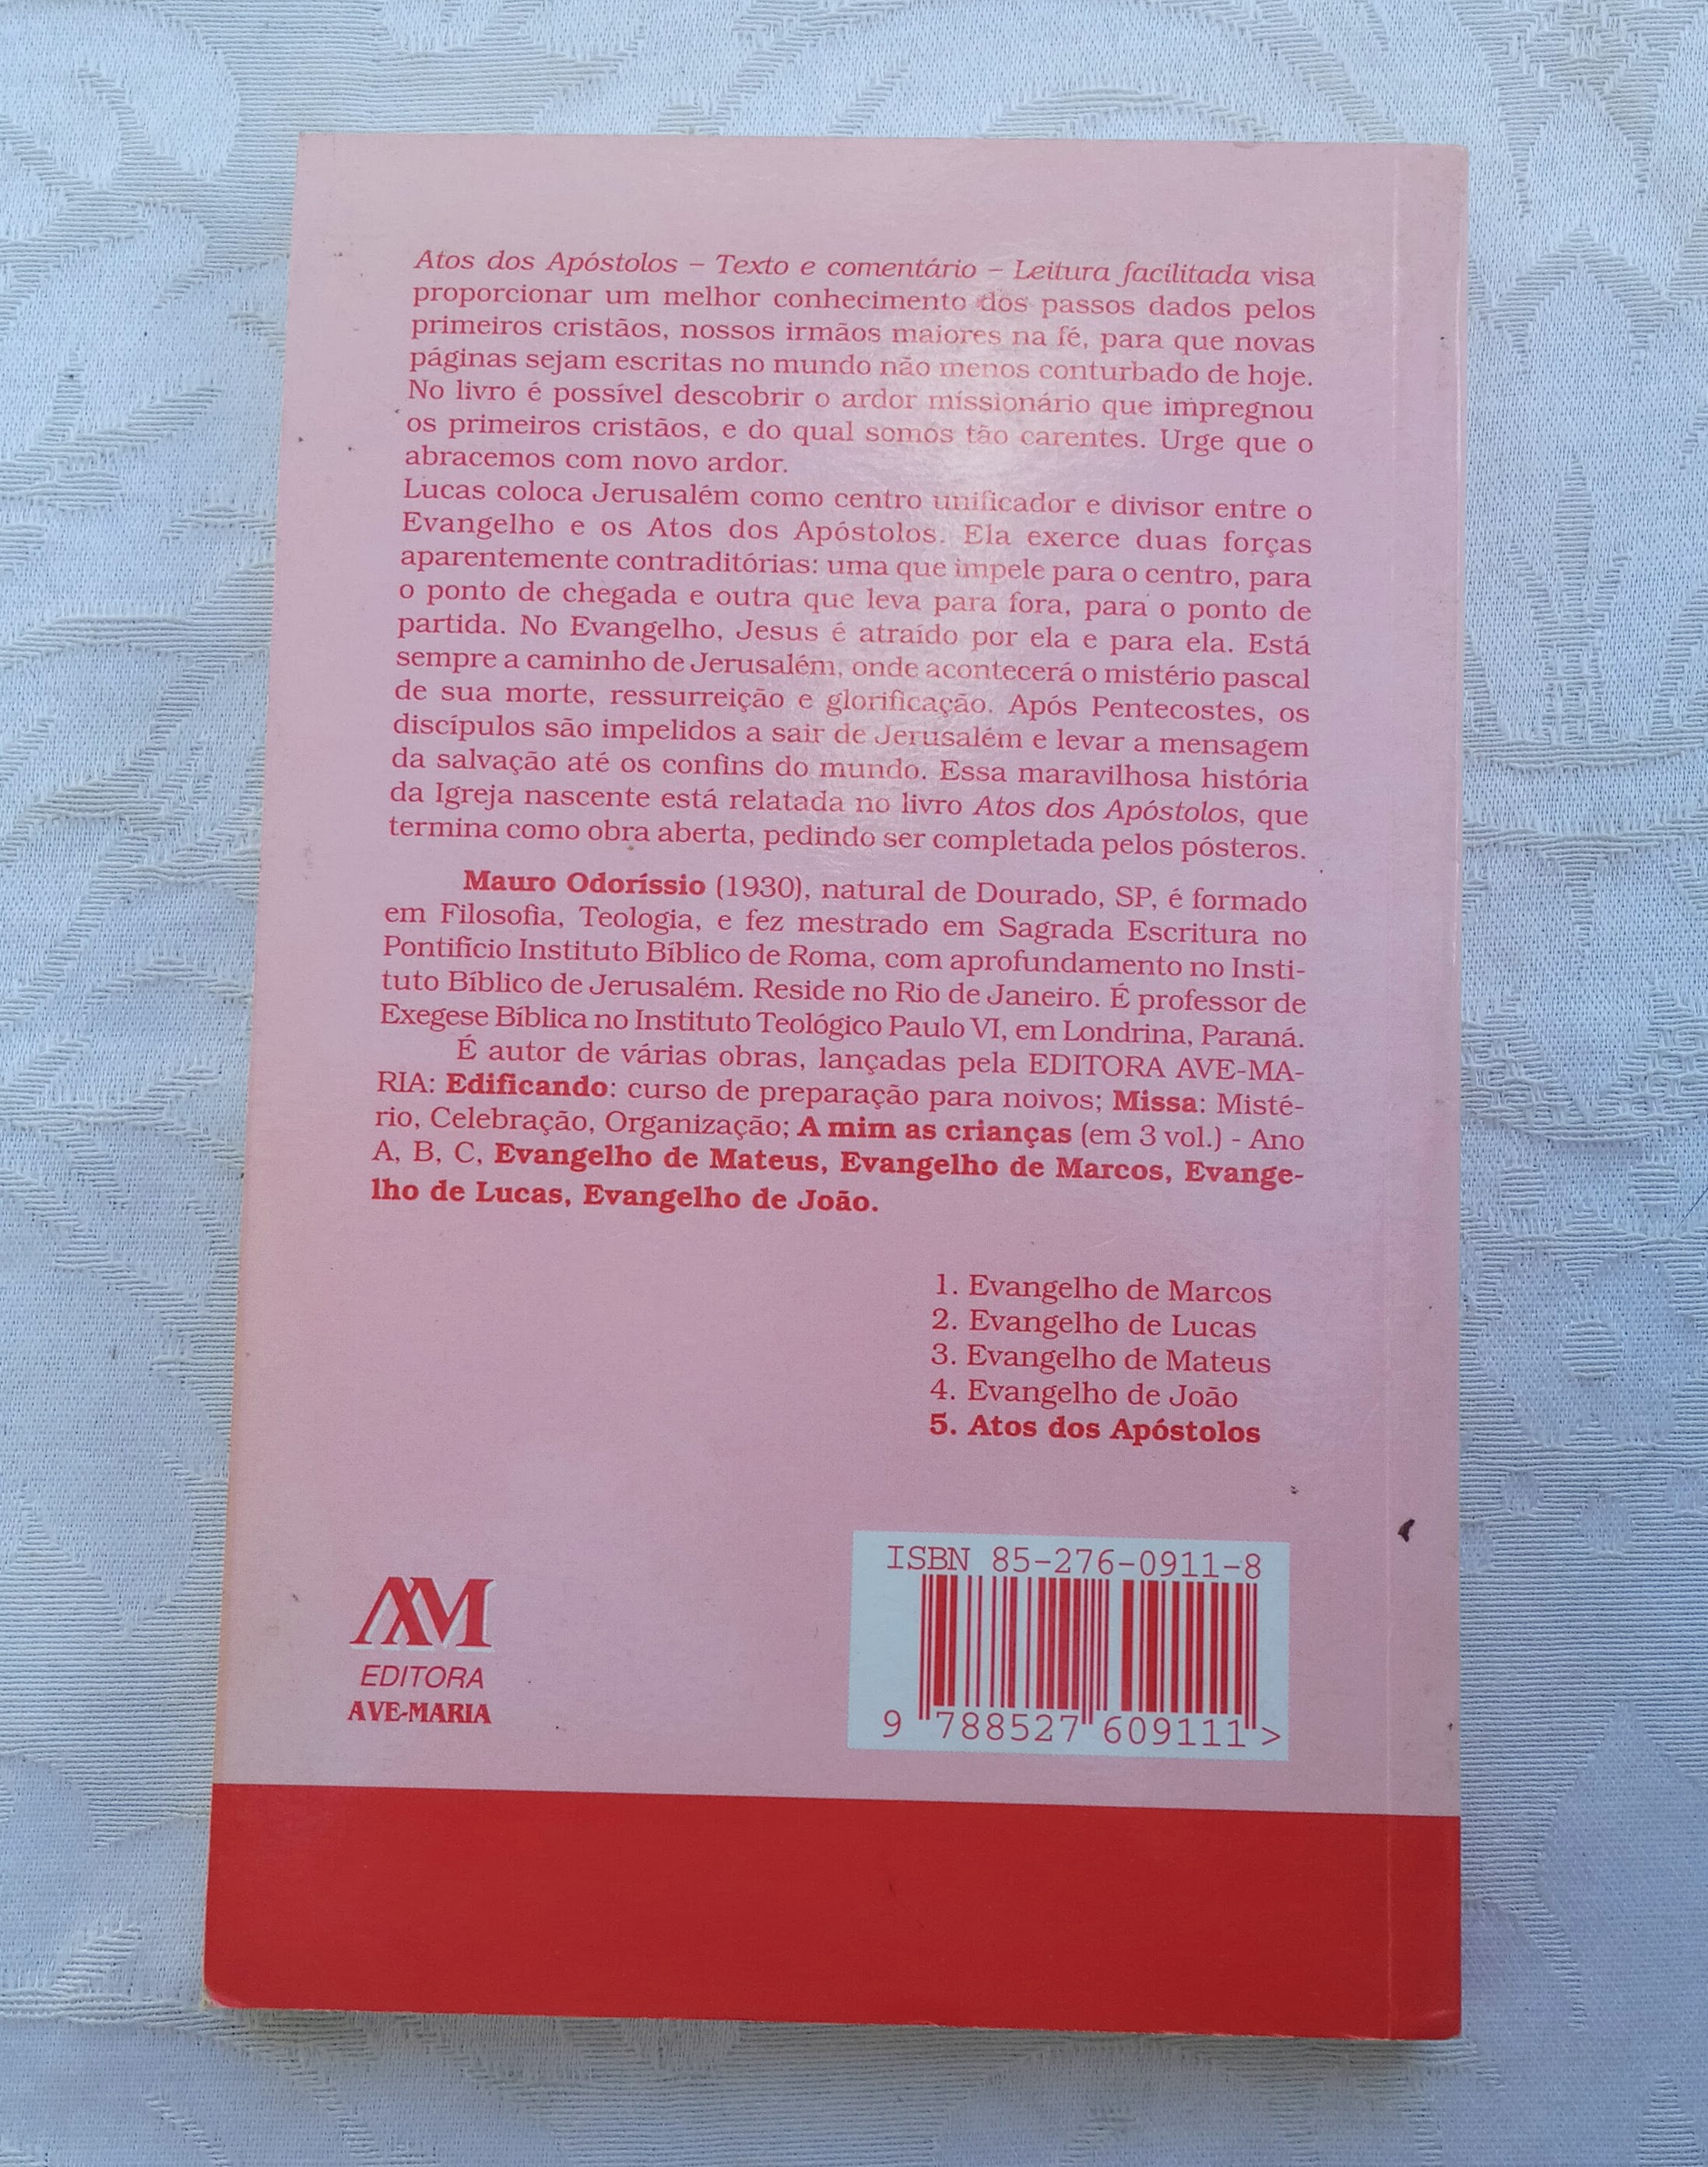 Atos dos Apóstolos – Texto e comentário – Leitura facilitada visa
proporcionar um melhor conhecimento dos passos dados pelos
primeiros cristãos, nossos irmãos maiores na fé, para que novas
páginas sejam escritas no mundo não menos conturbado de hoje.
No livro é possível descobrir o ardor missionário que impregnou
os primeiros cristãos, e do qual somos tão carentes. Urge que o
abracemos com novo ardor.
Lucas coloca Jerusalém como centro unificador e divisor entre o
Evangelho e os Atos dos Apóstolos. Ela exerce duas forças
aparentemente contraditórias: uma que impele para o centro, para
o ponto de chegada e outra que leva para fora, para o ponto de
partida. No Evangelho, Jesus é atraído por ela e para ela. Está
sempre a caminho de Jerusalém, onde acontecerá o mistério pascal
de sua morte, ressurreição e glorificação. Após Pentecostes, os
discípulos são impelidos a sair de Jerusalém e levar a mensagem
da salvação até os confins do mundo. Essa maravilhosa história
da Igreja nascente está relatada no livro Atos dos Apóstolos, que
termina como obra aberta, pedindo ser completada pelos pósteros.
Mauro Odoríssio (1930), natural de Dourado, SP, é formado
em Filosofia, Teologia, e fez mestrado em Sagrada Escritura no
Pontifício Instituto Bíblico de Roma, com aprofundamento no Insti-
tuto Bíblico de Jerusalém. Reside no Rio de Janeiro. É professor de
Exegese Bíblica no Instituto Teológico Paulo VI, em Londrina, Paraná.
É autor de várias obras, lançadas pela EDITORA AVE-MA-
RIA: Edificando: curso de preparação para noivos; Missa: Misté-
rio, Celebração, Organização; A mim as crianças (em 3 vol.) - Ano
A, B, C, Evangelho de Mateus, Evangelho de Marcos, Evange-
lho de Lucas, Evangelho de João.
1. Evangelho de Marcos
2. Evangelho de Lucas
3. Evangelho de Mateus
4. Evangelho de João
5. Atos dos Apóstolos
ISBN 85-276-0911-8
9 788527 609111 >
AM
EDITORA
AVE-MARIA